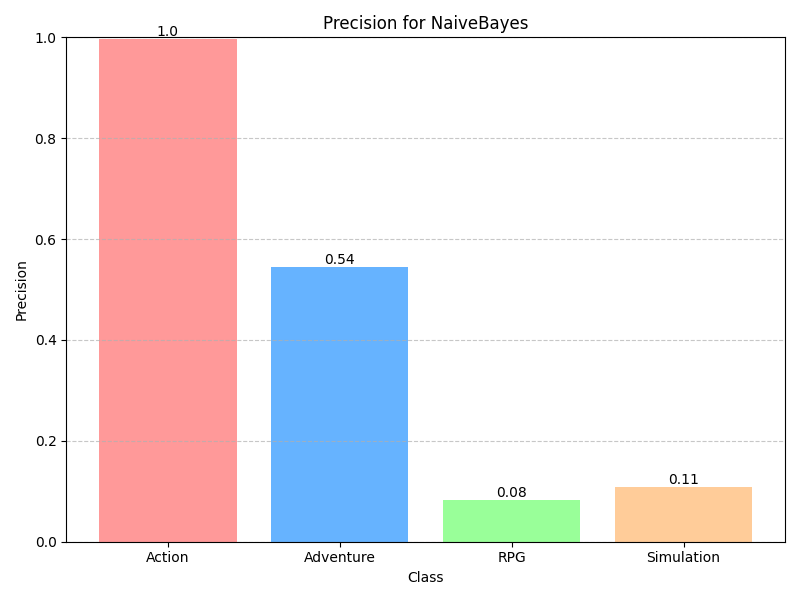 Precision for NaiveBayes
1.0
0.8
0.6
0.4
0.2
0.0
Precision
1.0
0.54
0.08
0.11
Action
Adventure
RPG
Simulation
Class